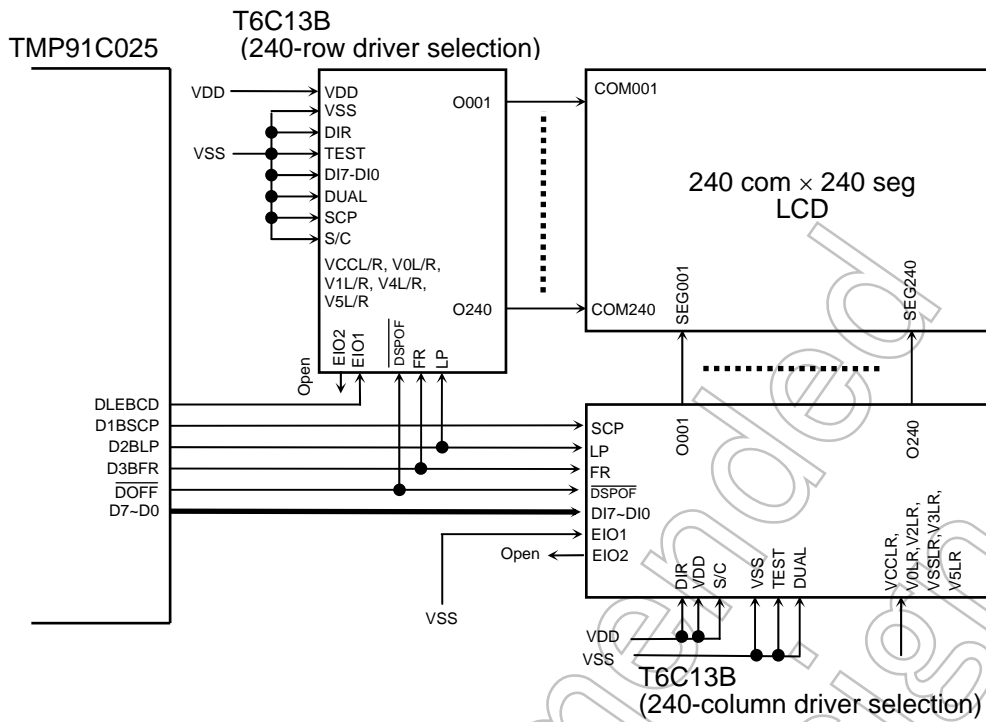 T6C13B
(240-row driver selection)
TMP91C025
VDD
VSS
VDD
VSS
DIR
TEST
DI7-DI0
DUAL
SCP
S/C
VCCL/R, V0L/R,
V1L/R, V4L/R,
V5L/R
O001
O240
EIO2
EIO1
DSPOF
FR
LP
Open
COM001
COM240
240 com × 240 seg
LCD
SEG001
SEG240
DLEBCD
D1BSCP
D2BLP
D3BFR
DOFF
D7~D0
SCP
LP
FR
DSPOF
DI7~DI0
EIO1
EIO2
Open
VSS
O001
O240
DIR
VDD
S/C
VSS
TEST
DUAL
VCCLR,
V0LR,V2LR,
VSSLR,V3LR,
V5LR
VDD
VSS
T6C13B
(240-column driver selection)